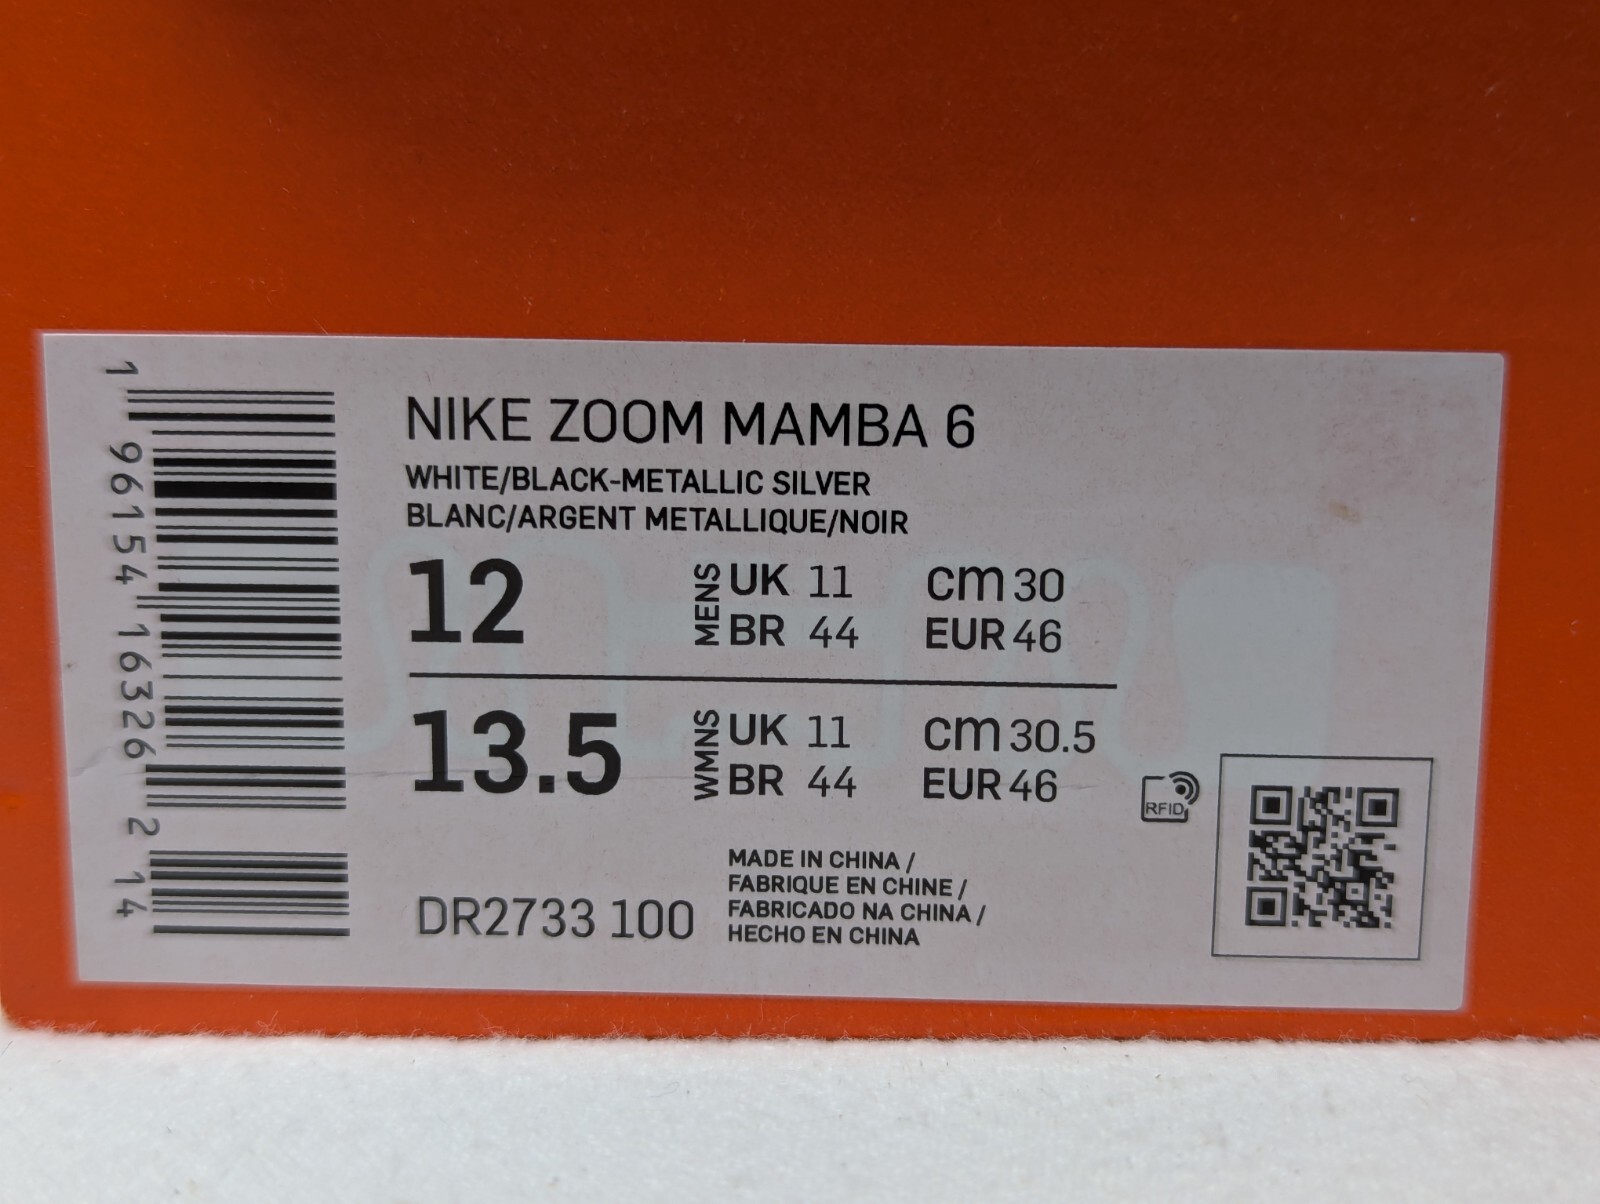 1 96154 16326 2 14
NIKE ZOOM MAMBA 6
WHITE/BLACK-METALLIC SILVER
BLANC/ARGENT METALLIQUE/NOIR
12 MENS UK 11 cm 30
BR 44 EUR 46
13.5 WMNS UK 11 cm 30.5
BR 44 EUR 46
RFID
DR2733 100
MADE IN CHINA /
FABRIQUE EN CHINE /
FABRICADO NA CHINA /
HECHO EN CHINA